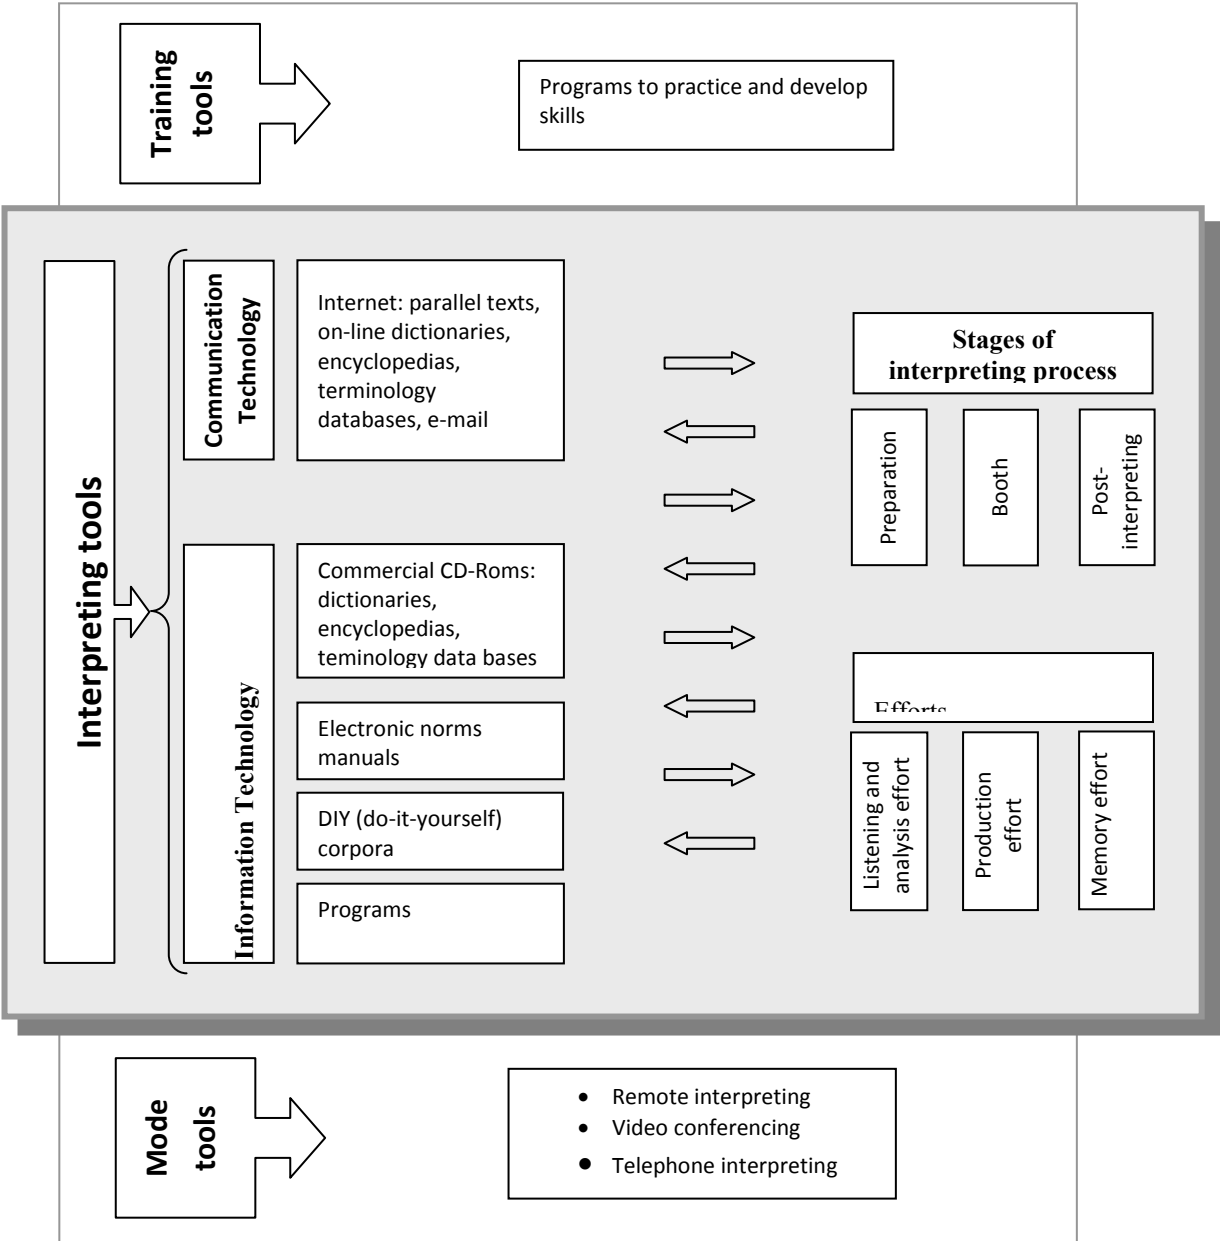 Training
tools
Programs to practice and develop
skills
Interpreting tools
Communication
Technology
Internet: parallel texts,
on-line dictionaries,
encyclopedias,
terminology
databases, e-mail
Information Technology
Commercial CD-Roms:
dictionaries,
encyclopedias,
teminology data bases
Electronic norms
manuals
DIY (do-it-yourself)
corpora
Programs
Stages of
interpreting process
Preparation
Booth
Post-
interpreting
Efforts
Listening and
analysis effort
Production
effort
Memory effort
Mode
tools
• Remote interpreting
• Video conferencing
• Telephone interpreting